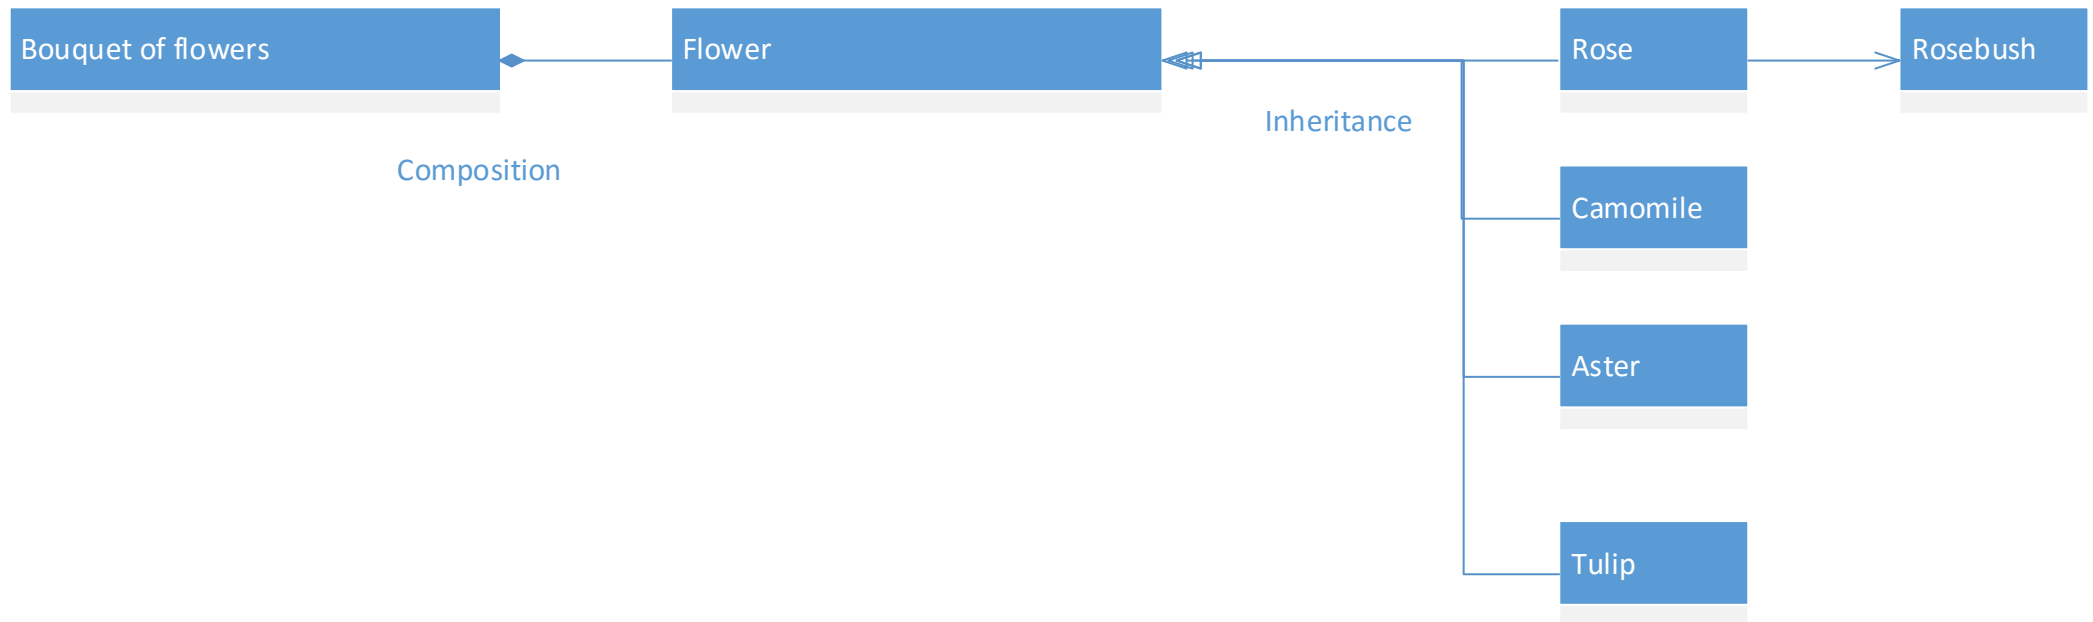 Bouquet of flowers
Flower
Rose
Rosebush
Inheritance
Composition
Camomile
Aster
Tulip